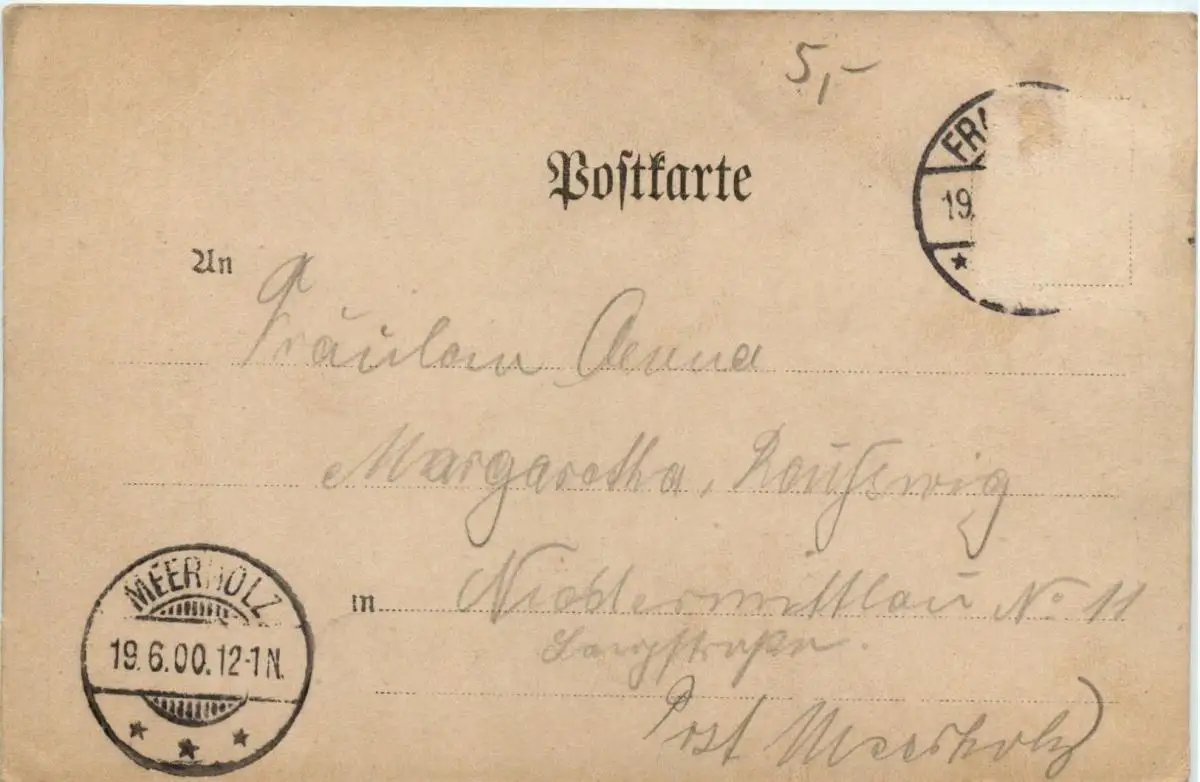 5,-
Postkarte
FRA
19.
An
Fräulein Anna
Margaretha,
in Niedermittlau No 11
Langstraße.
Post Meerholz
MEERHOLZ
19.6.00.12-1N.